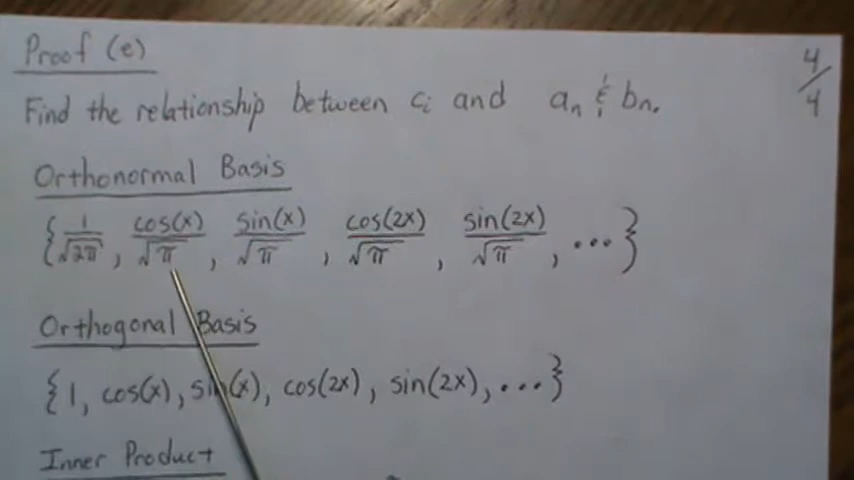 Proof (e)
4/4
Find the relationship between cᵢ and aₙ & bₙ.
Orthonormal Basis
{1/√2π, cos(x)/√π, sin(x)/√π, cos(2x)/√π, sin(2x)/√π, ...}
Orthogonal Basis
{1, cos(x), sin(x), cos(2x), sin(2x), ...}
Inner Product